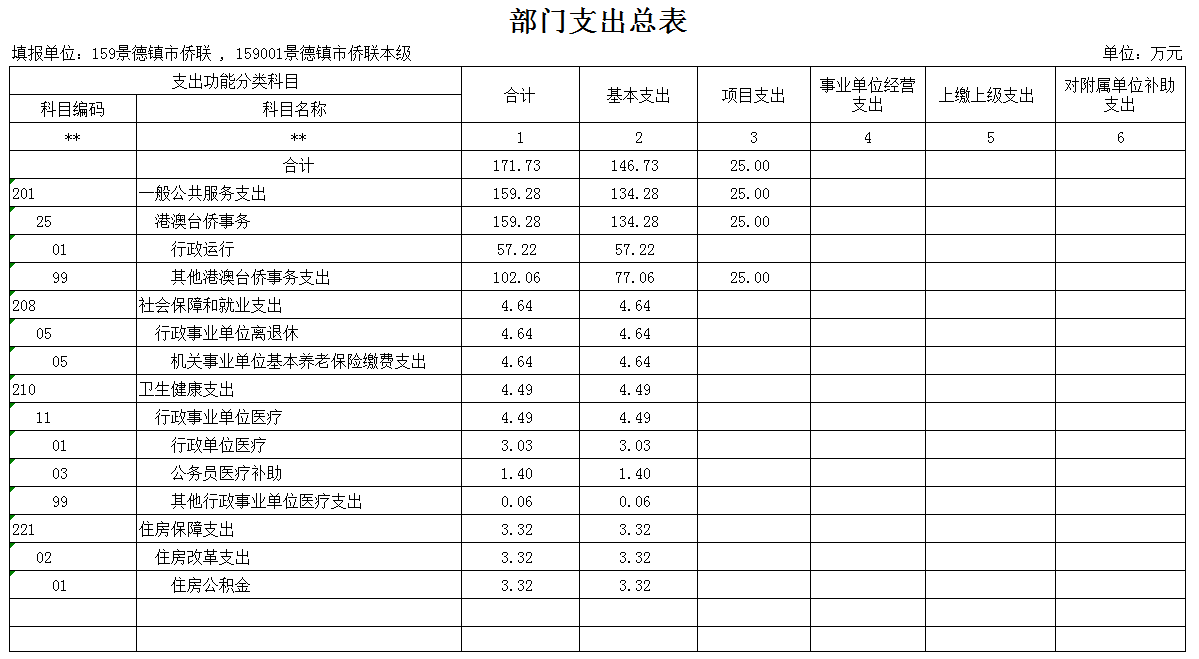 部门支出总表
填报单位：159景德镇市侨联 , 159001景德镇市侨联本级 单位：万元
支出功能分类科目 合计 基本支出 项目支出 事业单位经营支出 上缴上级支出 对附属单位补助支出
科目编码 科目名称
** ** 1 2 3 4 5 6
合计 171.73 146.73 25.00
201 一般公共服务支出 159.28 134.28 25.00
25 港澳台侨事务 159.28 134.28 25.00
01 行政运行 57.22 57.22
99 其他港澳台侨事务支出 102.06 77.06 25.00
208 社会保障和就业支出 4.64 4.64
05 行政事业单位离退休 4.64 4.64
05 机关事业单位基本养老保险缴费支出 4.64 4.64
210 卫生健康支出 4.49 4.49
11 行政事业单位医疗 4.49 4.49
01 行政单位医疗 3.03 3.03
03 公务员医疗补助 1.40 1.40
99 其他行政事业单位医疗支出 0.06 0.06
221 住房保障支出 3.32 3.32
02 住房改革支出 3.32 3.32
01 住房公积金 3.32 3.32